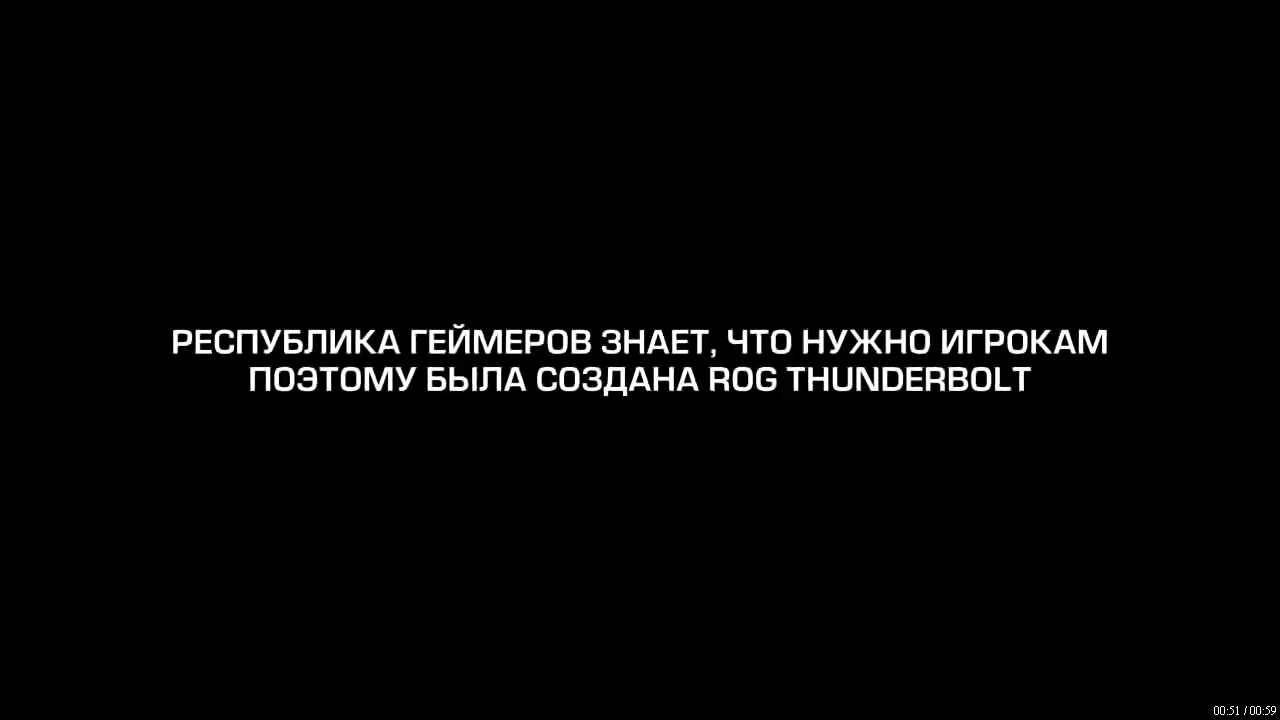 РЕСПУБЛИКА ГЕЙМЕРОВ ЗНАЕТ, ЧТО НУЖНО ИГРОКАМ
ПОЭТОМУ БЫЛА СОЗДАНА ROG THUNDERBOLT
00:51 / 00:59